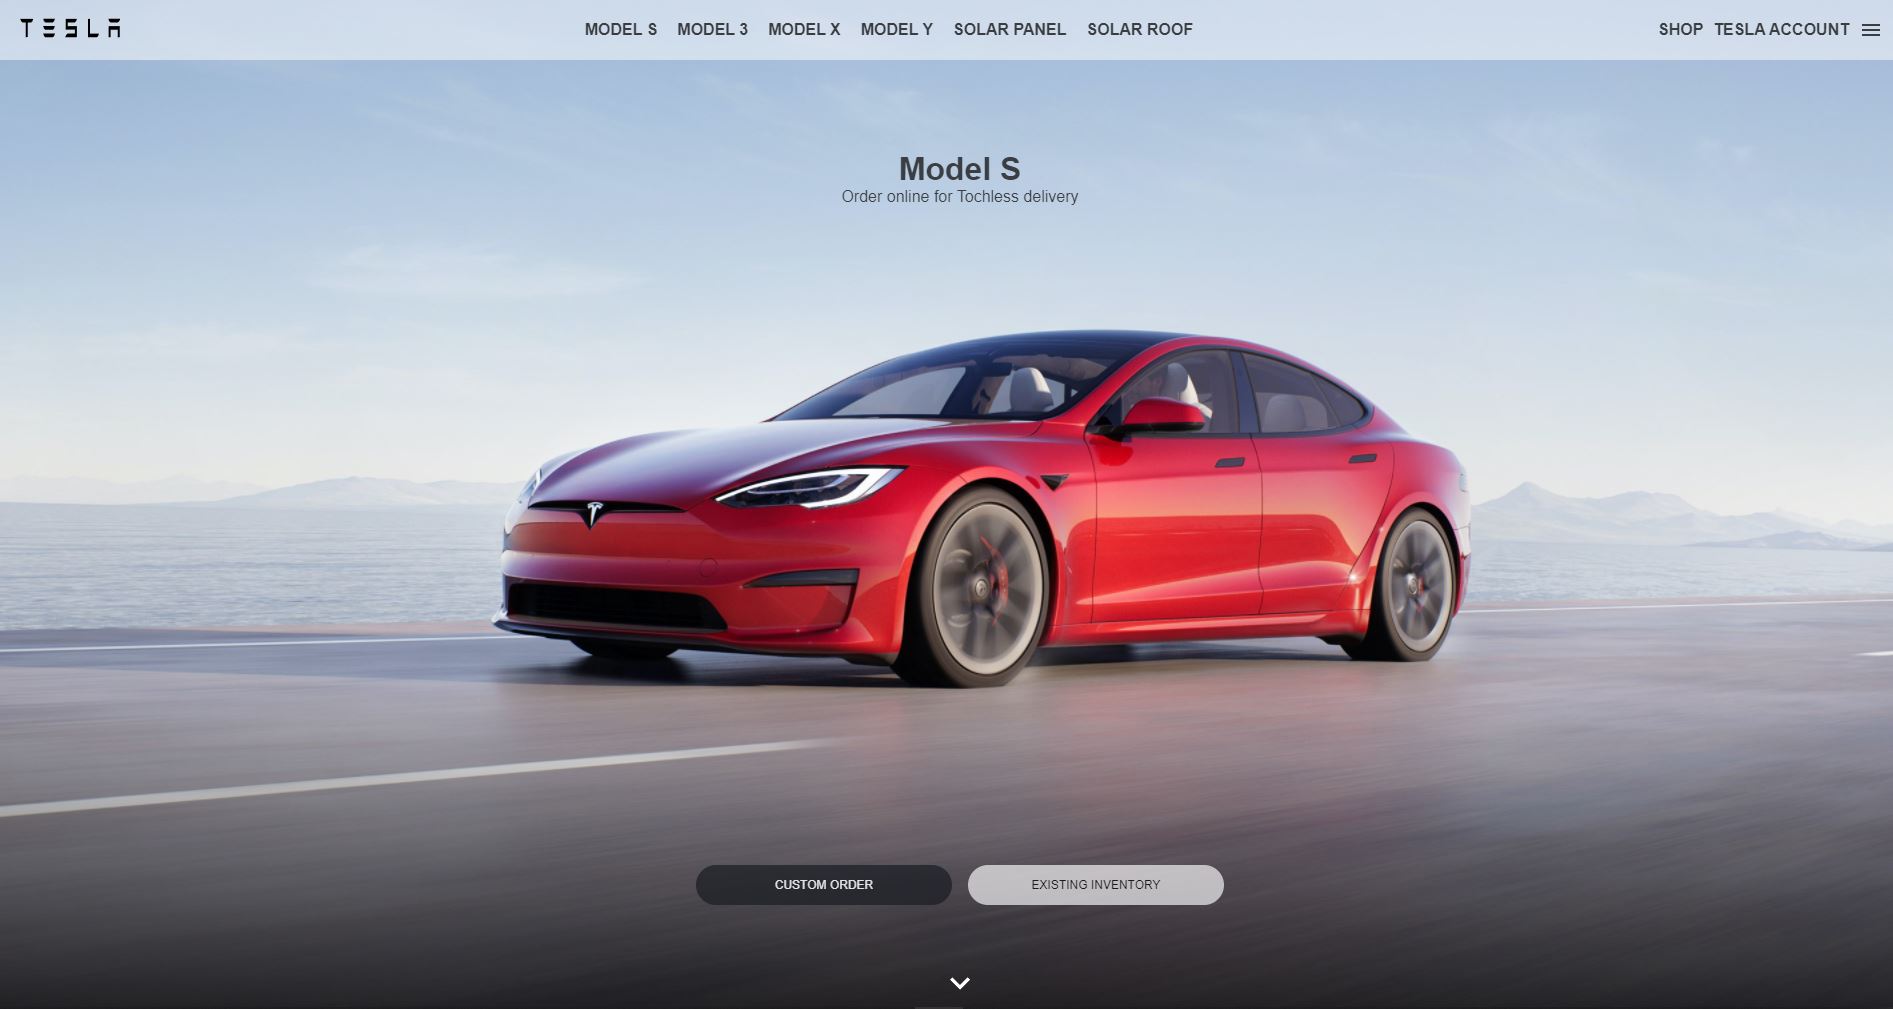 TESLA
MODEL S MODEL 3 MODEL X MODEL Y SOLAR PANEL SOLAR ROOF
SHOP TESLA ACCOUNT
Model S
Order online for Tochless delivery
CUSTOM ORDER
EXISTING INVENTORY